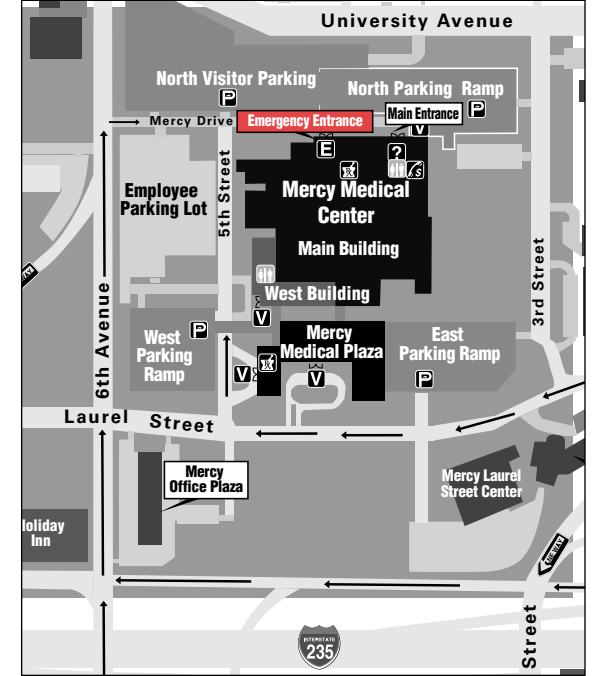 University Avenue
North Visitor Parking
P
North Parking Ramp
P
Mercy Drive
Emergency Entrance
Main Entrance
V
E
?
Employee
Parking Lot
5th Street
Mercy Medical
Center
Main Building
3rd Street
West Building
V
6th Avenue
West
Parking
Ramp
P
Mercy
Medical Plaza
East
Parking Ramp
V
V
P
Laurel Street
Mercy
Office Plaza
Mercy Laurel
Street Center
Holiday
Inn
Street
INTERSTATE
235